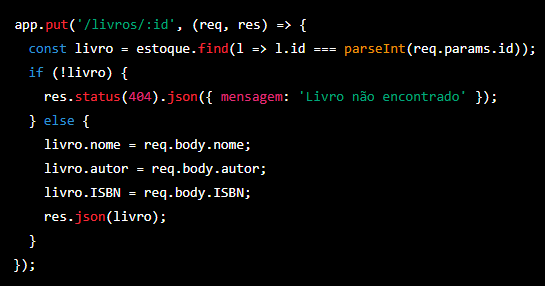 app.put('/livros/:id', (req, res) => {
  const livro = estoque.find(l => l.id === parseInt(req.params.id));
  if (!livro) {
    res.status(404).json({ mensagem: 'Livro não encontrado' });
  } else {
    livro.nome = req.body.nome;
    livro.autor = req.body.autor;
    livro.ISBN = req.body.ISBN;
    res.json(livro);
  }
});